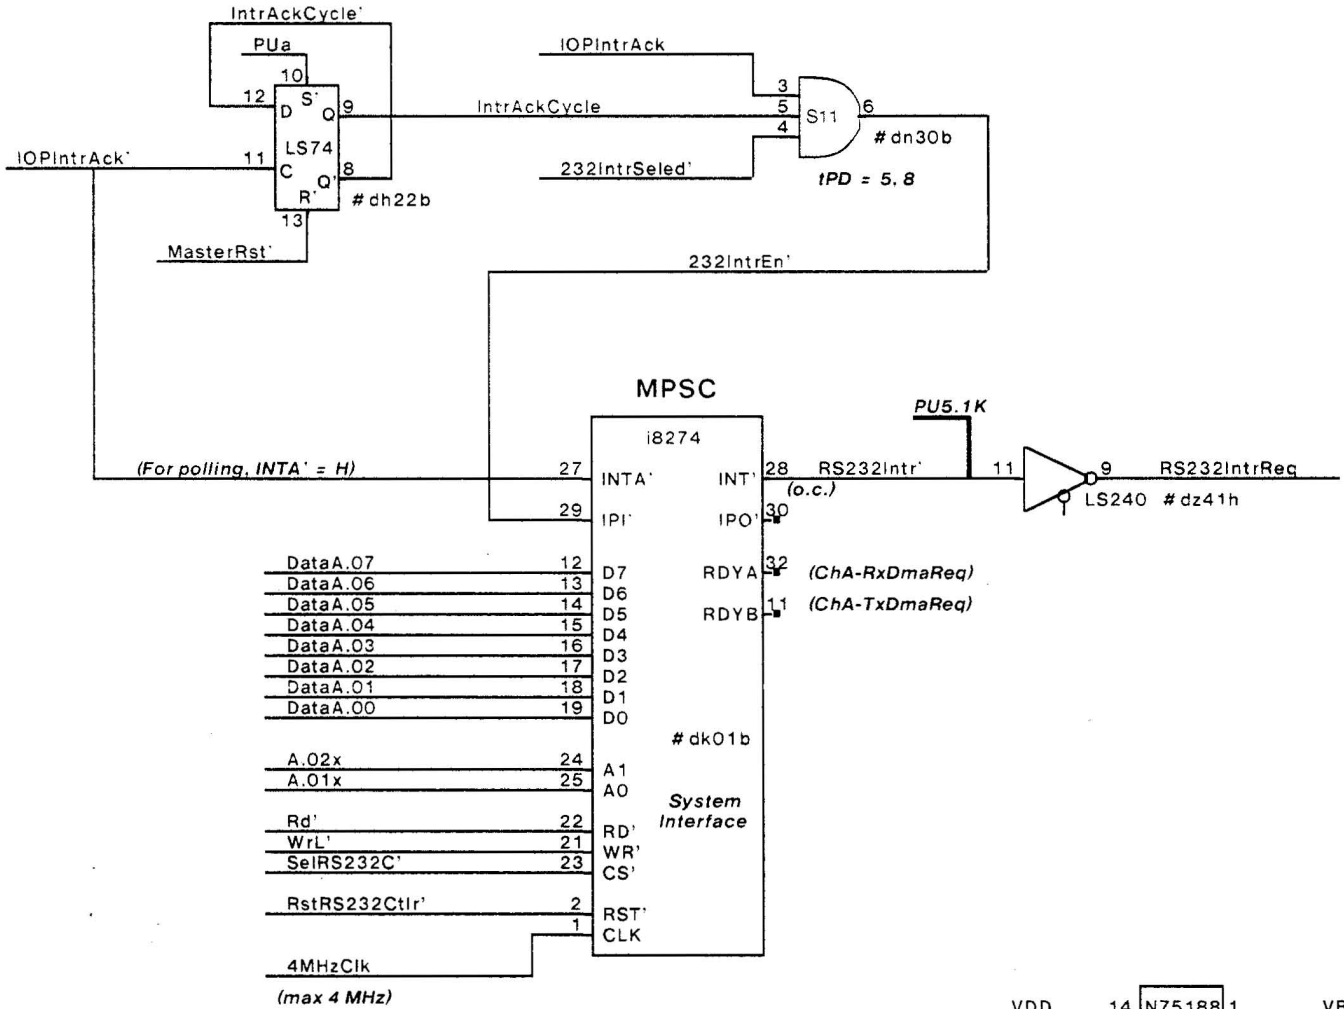 IntrAckCycle'
PUa
IOPIntrAck
10
3
12 D S' Q 9
IntrAckCycle
5 S11 6
4
# dn30b
LS74
IOPIntrAck'
11 C Q' 8
232IntrSeled'
tPD = 5.8
R'
# dh22b
13
MasterRst'
232IntrEn'
MPSC
PU5.1K
i8274
(For polling, INTA' = H)
27 INTA' INT' 28
RS232Intr'
11 9
RS232IntrReq
(o.c.)
LS240 # dz41h
29 IPI' IPO' 30
DataA.07 12 D7 RDYA 32 (ChA-RxDmaReq)
DataA.06 13 D6
DataA.05 14 D5 RDYB 11 (ChA-TxDmaReq)
DataA.04 15 D4
DataA.03 16 D3
DataA.02 17 D2
DataA.01 18 D1
DataA.00 19 D0
# dk01b
A.02x 24 A1
A.01x 25 A0
System
Interface
Rd' 22 RD'
WrL' 21 WR'
SelRS232C' 23 CS'
RstRS232Ctlr' 2 RST'
1 CLK
4MHzClk
(max 4 MHz)
VDD 14 N75188 1